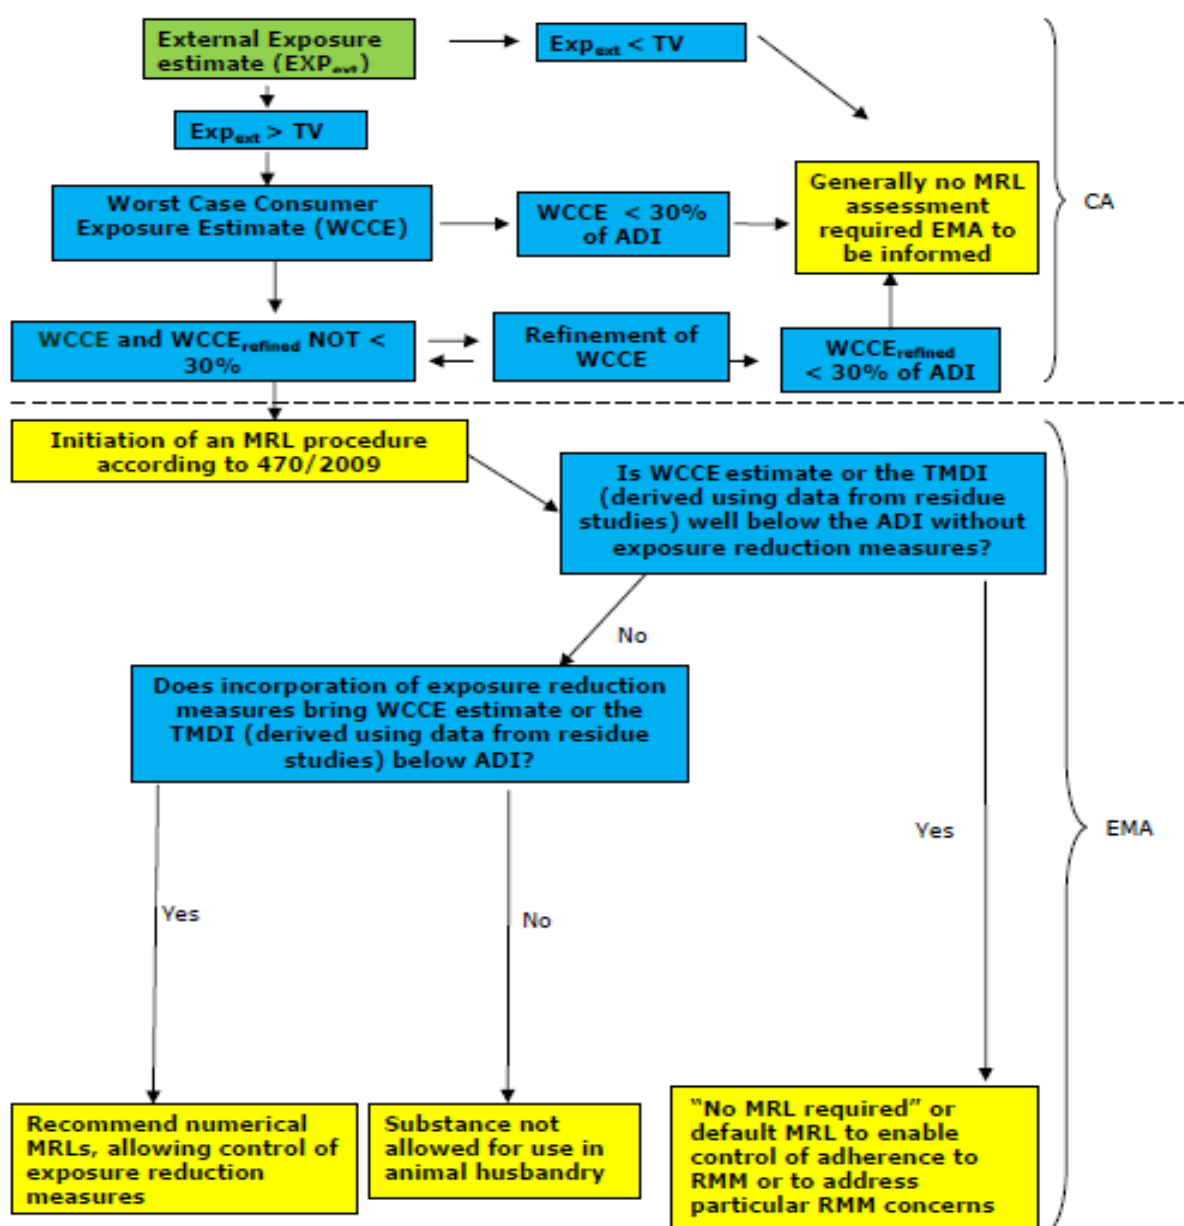 External Exposure
estimate (EXPext)
Expext < TV
Expext > TV
Worst Case Consumer
Exposure Estimate (WCCE)
WCCE < 30%
of ADI
Generally no MRL
assessment
required EMA to
be informed
CA
WCCE and WCCErefined NOT <
30%
Refinement of
WCCE
WCCErefined
< 30% of ADI
Initiation of an MRL procedure
according to 470/2009
Is WCCE estimate or the TMDI
(derived using data from residue
studies) well below the ADI without
exposure reduction measures?
No
Does incorporation of exposure reduction
measures bring WCCE estimate or the
TMDI (derived using data from residue
studies) below ADI?
Yes
EMA
Yes
No
Recommend numerical
MRLs, allowing control of
exposure reduction
measures
Substance not
allowed for use in
animal husbandry
“No MRL required” or
default MRL to enable
control of adherence to
RMM or to address
particular RMM concerns